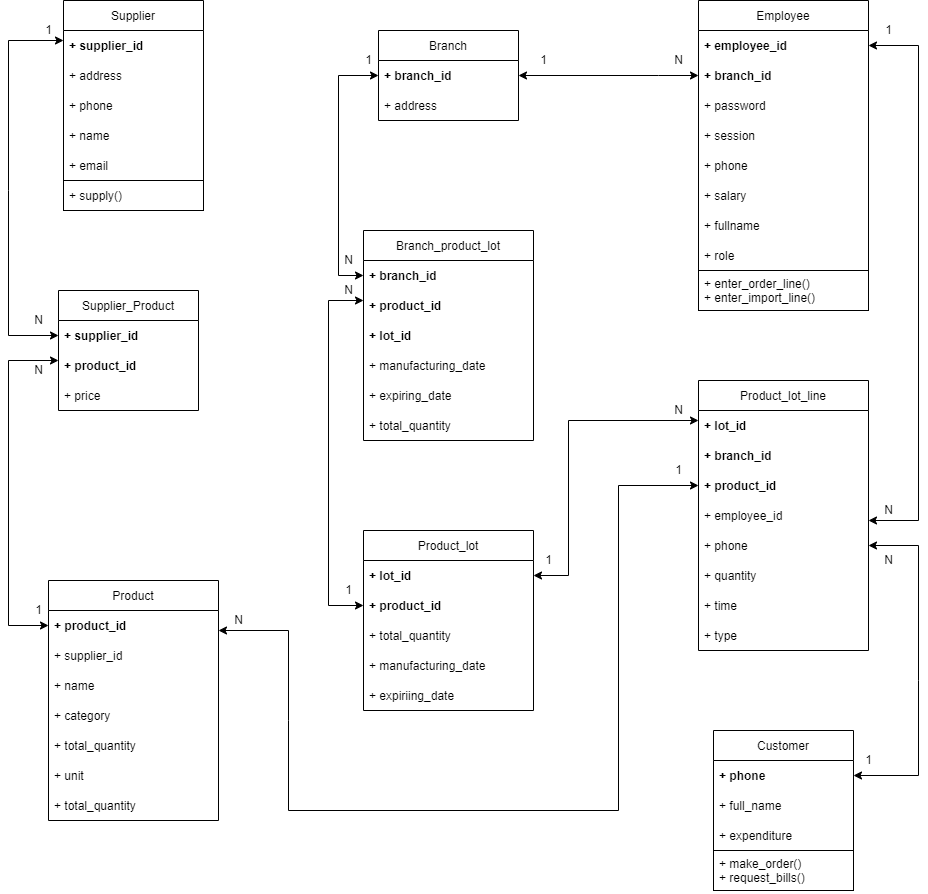 Supplier
+ supplier_id
+ address
+ phone
+ name
+ email
+ supply()
1
Branch
+ branch_id
+ address
1
1
N
Employee
+ employee_id
+ branch_id
+ password
+ session
+ phone
+ salary
+ fullname
+ role
+ enter_order_line()
+ enter_import_line()
1
Supplier_Product
+ supplier_id
+ product_id
+ price
N
N
Branch_product_lot
+ branch_id
+ product_id
+ lot_id
+ manufacturing_date
+ expiring_date
+ total_quantity
N
N
Product_lot_line
+ lot_id
+ branch_id
+ product_id
+ employee_id
+ phone
+ quantity
+ time
+ type
N
1
N
N
Product_lot
+ lot_id
+ product_id
+ total_quantity
+ manufacturing_date
+ expiriing_date
1
1
Product
+ product_id
+ supplier_id
+ name
+ category
+ total_quantity
+ unit
+ total_quantity
1
N
Customer
+ phone
+ full_name
+ expenditure
+ make_order()
+ request_bills()
1